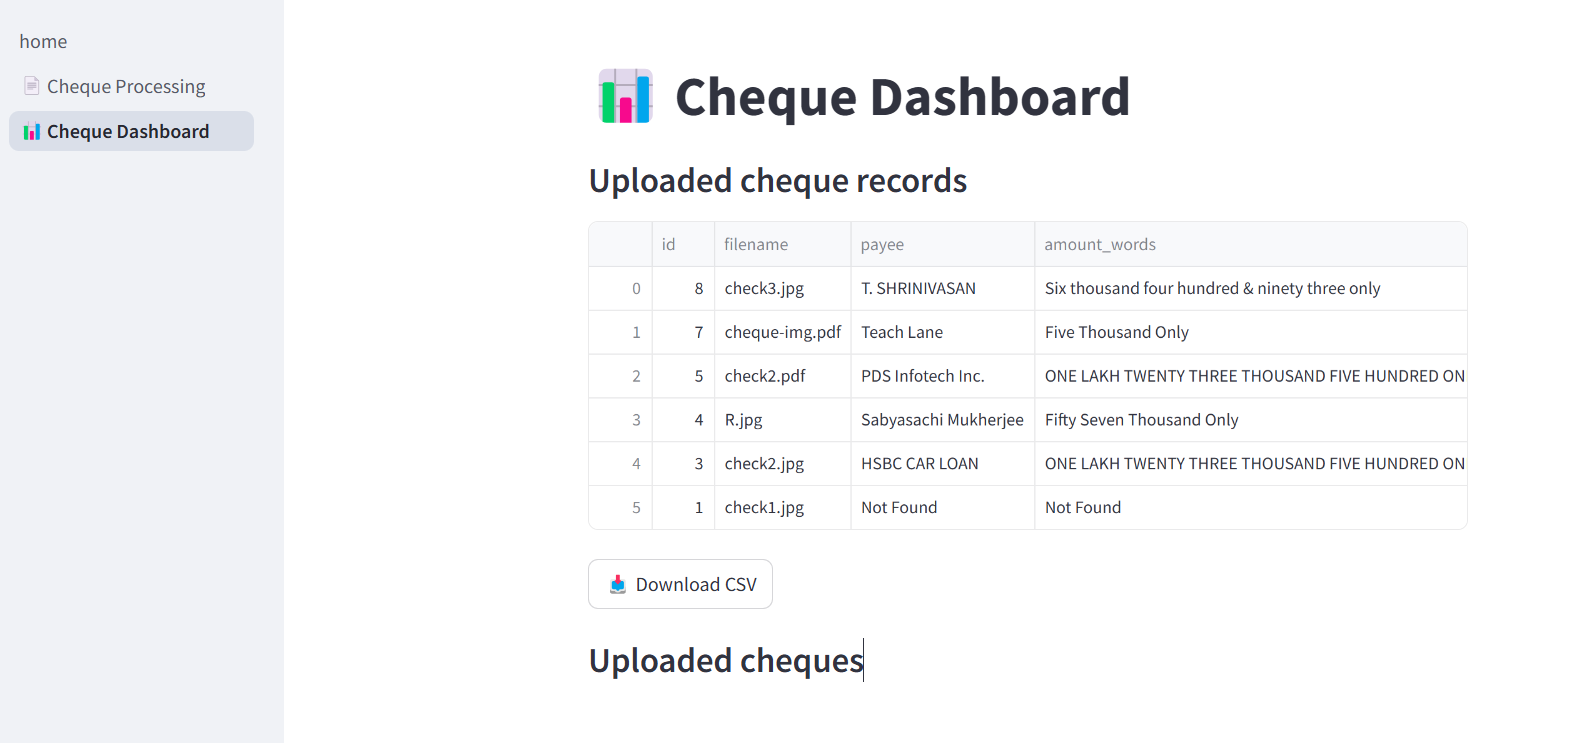 home
Cheque Processing
Cheque Dashboard
Cheque Dashboard
Uploaded cheque records
id filename payee amount_words
0 8 check3.jpg T. SHRINIVASAN Six thousand four hundred & ninety three only
1 7 cheque-img.pdf Teach Lane Five Thousand Only
2 5 check2.pdf PDS Infotech Inc. ONE LAKH TWENTY THREE THOUSAND FIVE HUNDRED ON
3 4 R.jpg Sabyasachi Mukherjee Fifty Seven Thousand Only
4 3 check2.jpg HSBC CAR LOAN ONE LAKH TWENTY THREE THOUSAND FIVE HUNDRED ON
5 1 check1.jpg Not Found Not Found
Download CSV
Uploaded cheques